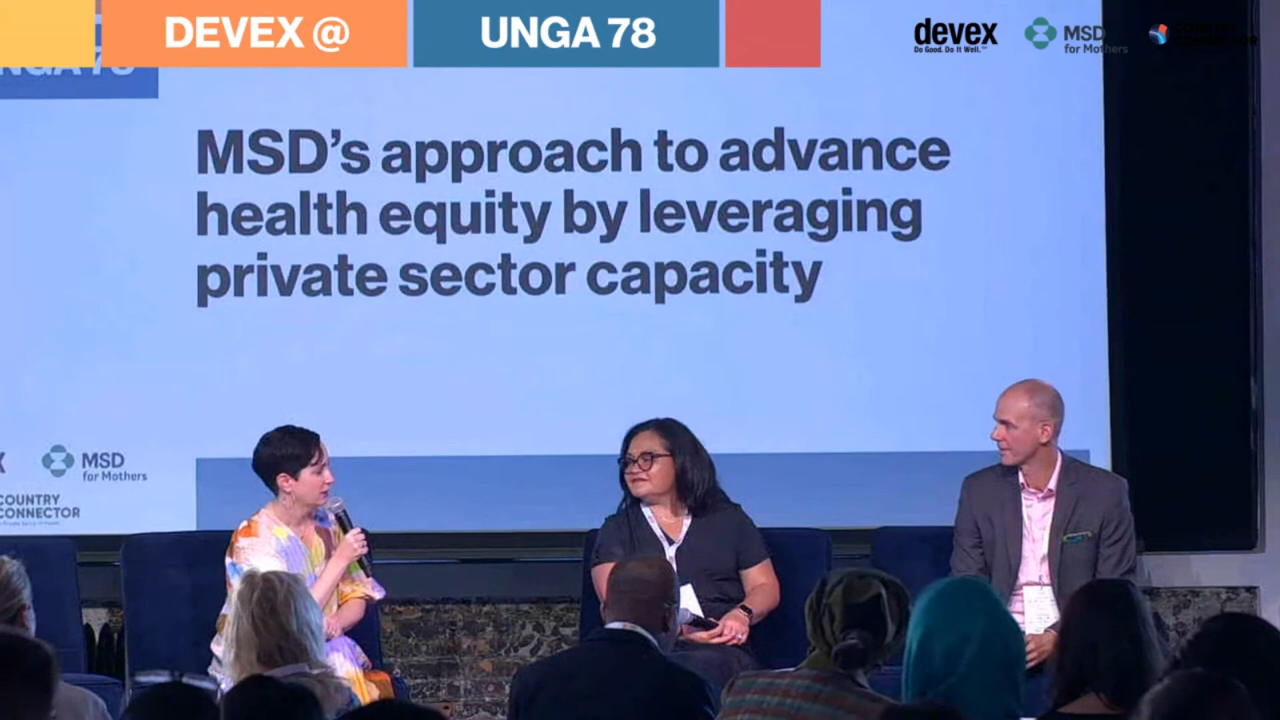 DEVEX @ UNGA 78
devex
Do Good. Do It Well.™
MSD
for Mothers
MSD's approach to advance
health equity by leveraging
private sector capacity
MSD
for Mothers
COUNTRY
CONNECTOR